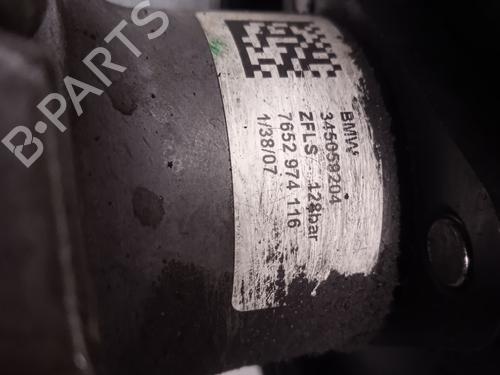 BMW
345059204
ZFLS 128bar
7652 974 116
1/38/07
B-PARTS